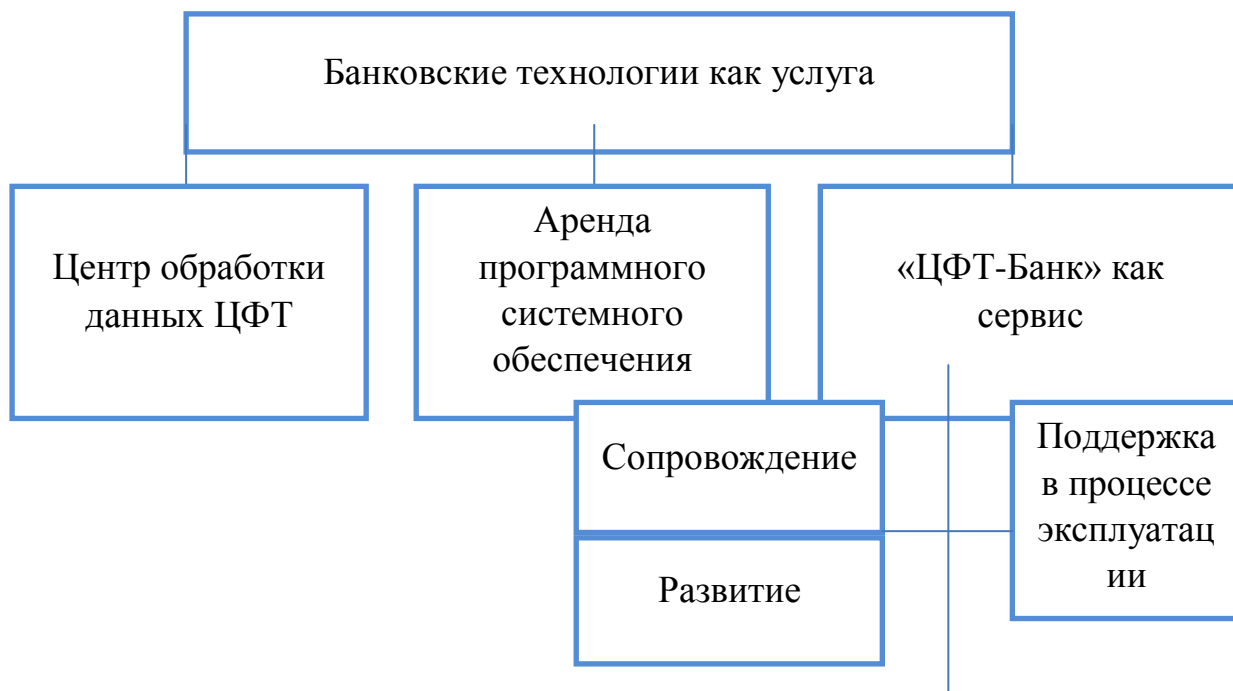 Банковские технологии как услуга
Центр обработки
данных ЦФТ
Аренда
программного
системного
обеспечения
«ЦФТ-Банк» как
сервис
Сопровождение
Развитие
Поддержка
в процессе
эксплуатац
ии